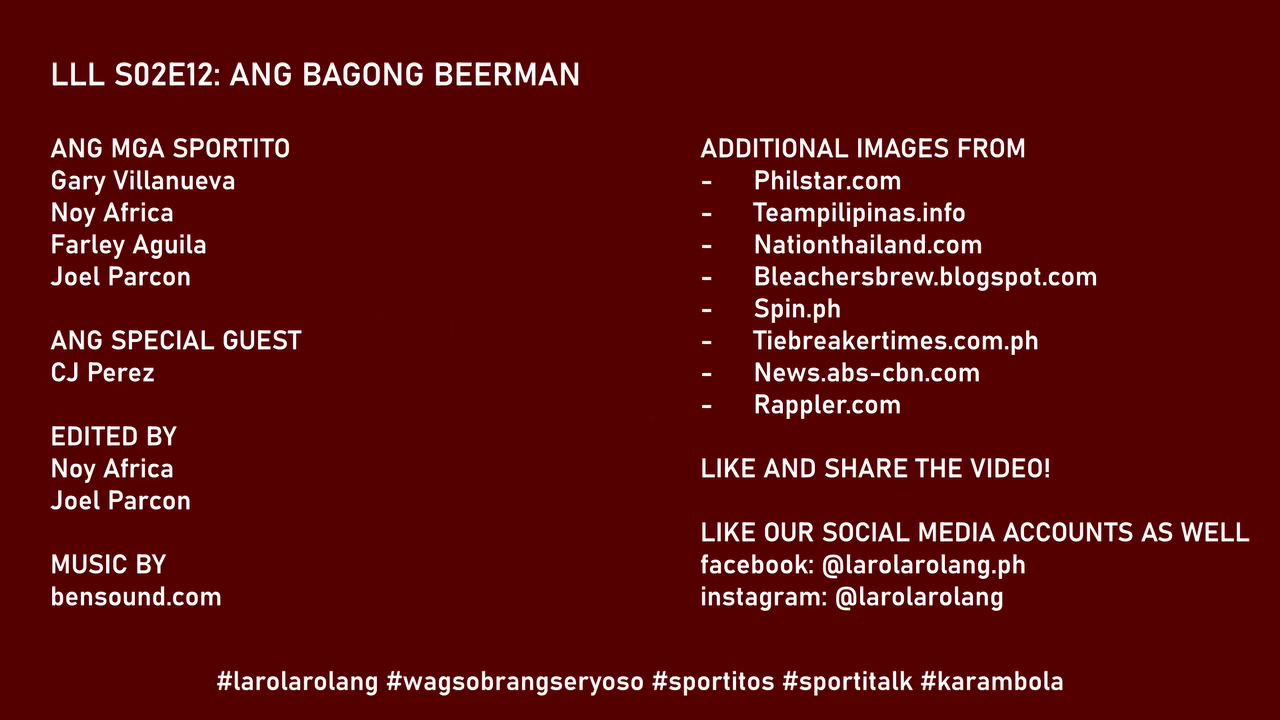 LLL S02E12: ANG BAGONG BEERMAN
ANG MGA SPORTITO
Gary Villanueva
Noy Africa
Farley Aguila
Joel Parcon
ANG SPECIAL GUEST
CJ Perez
EDITED BY
Noy Africa
Joel Parcon
MUSIC BY
bensound.com
ADDITIONAL IMAGES FROM
- Philstar.com
- Teampilipinas.info
- Nationthailand.com
- Bleachersbrew.blogspot.com
- Spin.ph
- Tiebreakertimes.com.ph
- News.abs-cbn.com
- Rappler.com
LIKE AND SHARE THE VIDEO!
LIKE OUR SOCIAL MEDIA ACCOUNTS AS WELL
facebook: @larolarolang.ph
instagram: @larolarolang
#larolarolang #wagsobrangseryoso #sportitos #sportitalk #karambola